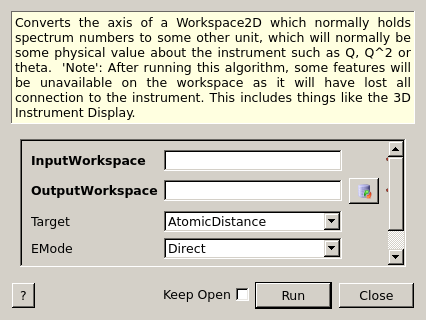 Converts the axis of a Workspace2D which normally holds
spectrum numbers to some other unit, which will normally be
some physical value about the instrument such as Q, Q^2 or
theta. 'Note': After running this algorithm, some features will
be unavailable on the workspace as it will have lost all
connection to the instrument. This includes things like the 3D
Instrument Display.
InputWorkspace
OutputWorkspace
Target AtomicDistance
EMode Direct
? Keep Open Run Close